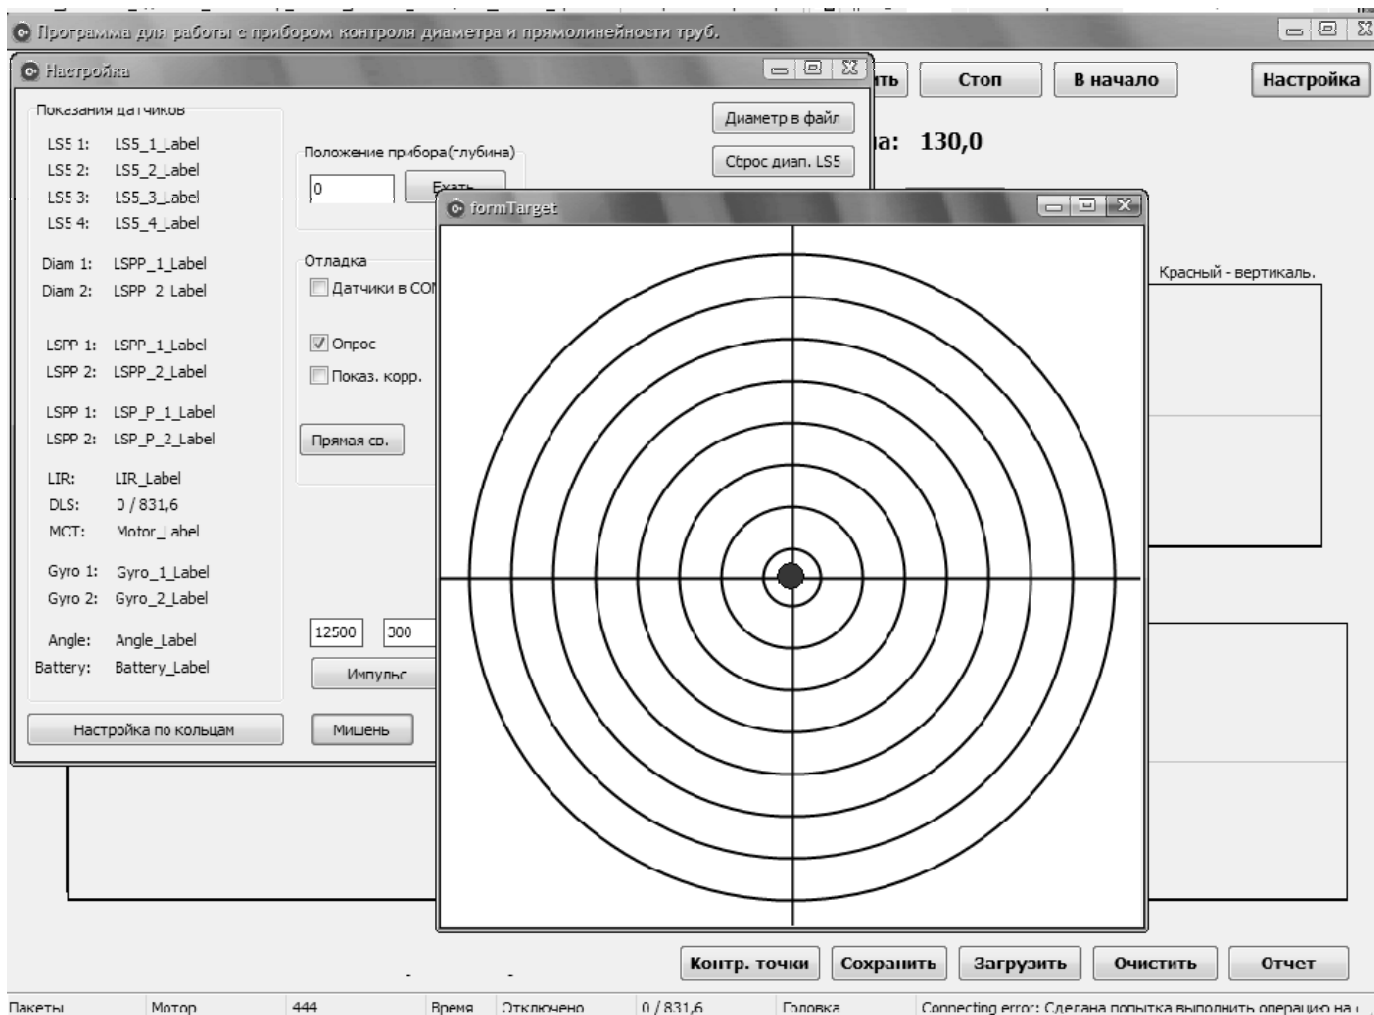 Программа для работы с прибором контроля диаметра и прямолинейности труб.
Настройка
Стоп
В начало
Настройка
130,0
Показания датчиков
LS5 1: LS5_1_Label
LS5 2: LS5_2_Label
LS5 3: LS5_3_Label
LS5 4: LS5_4_Label
Diam 1: LSPP_1_Label
Diam 2: LSPP_2_Label
LSPP 1: LSPP_1_Label
LSPP 2: LSPP_2_Label
LSPP 1: LSP_P_1_Label
LSPP 2: LSP_P_2_Label
LIR: LIR_Label
DLS: 0 / 831,6
MCT: Motor_Label
Gyro 1: Gyro_1_Label
Gyro 2: Gyro_2_Label
Angle: Angle_Label
Battery: Battery_Label
Настройка по кольцам
Положение прибора(глубина)
0
Ехать
Диаметр в файл
Сброс диап. LS5
Отладка
Датчики в COM
Опрос
Показ. корр.
Прямая св.
12500 300
Импульс
Мишень
formTarget
Красный - вертикаль.
Контр. точки
Сохранить
Загрузить
Очистить
Отчет
Пакеты
Мотор
444
Время
Отключено
0 / 831,6
Головка
Connecting error: Сделана попытка выполнить операцию на